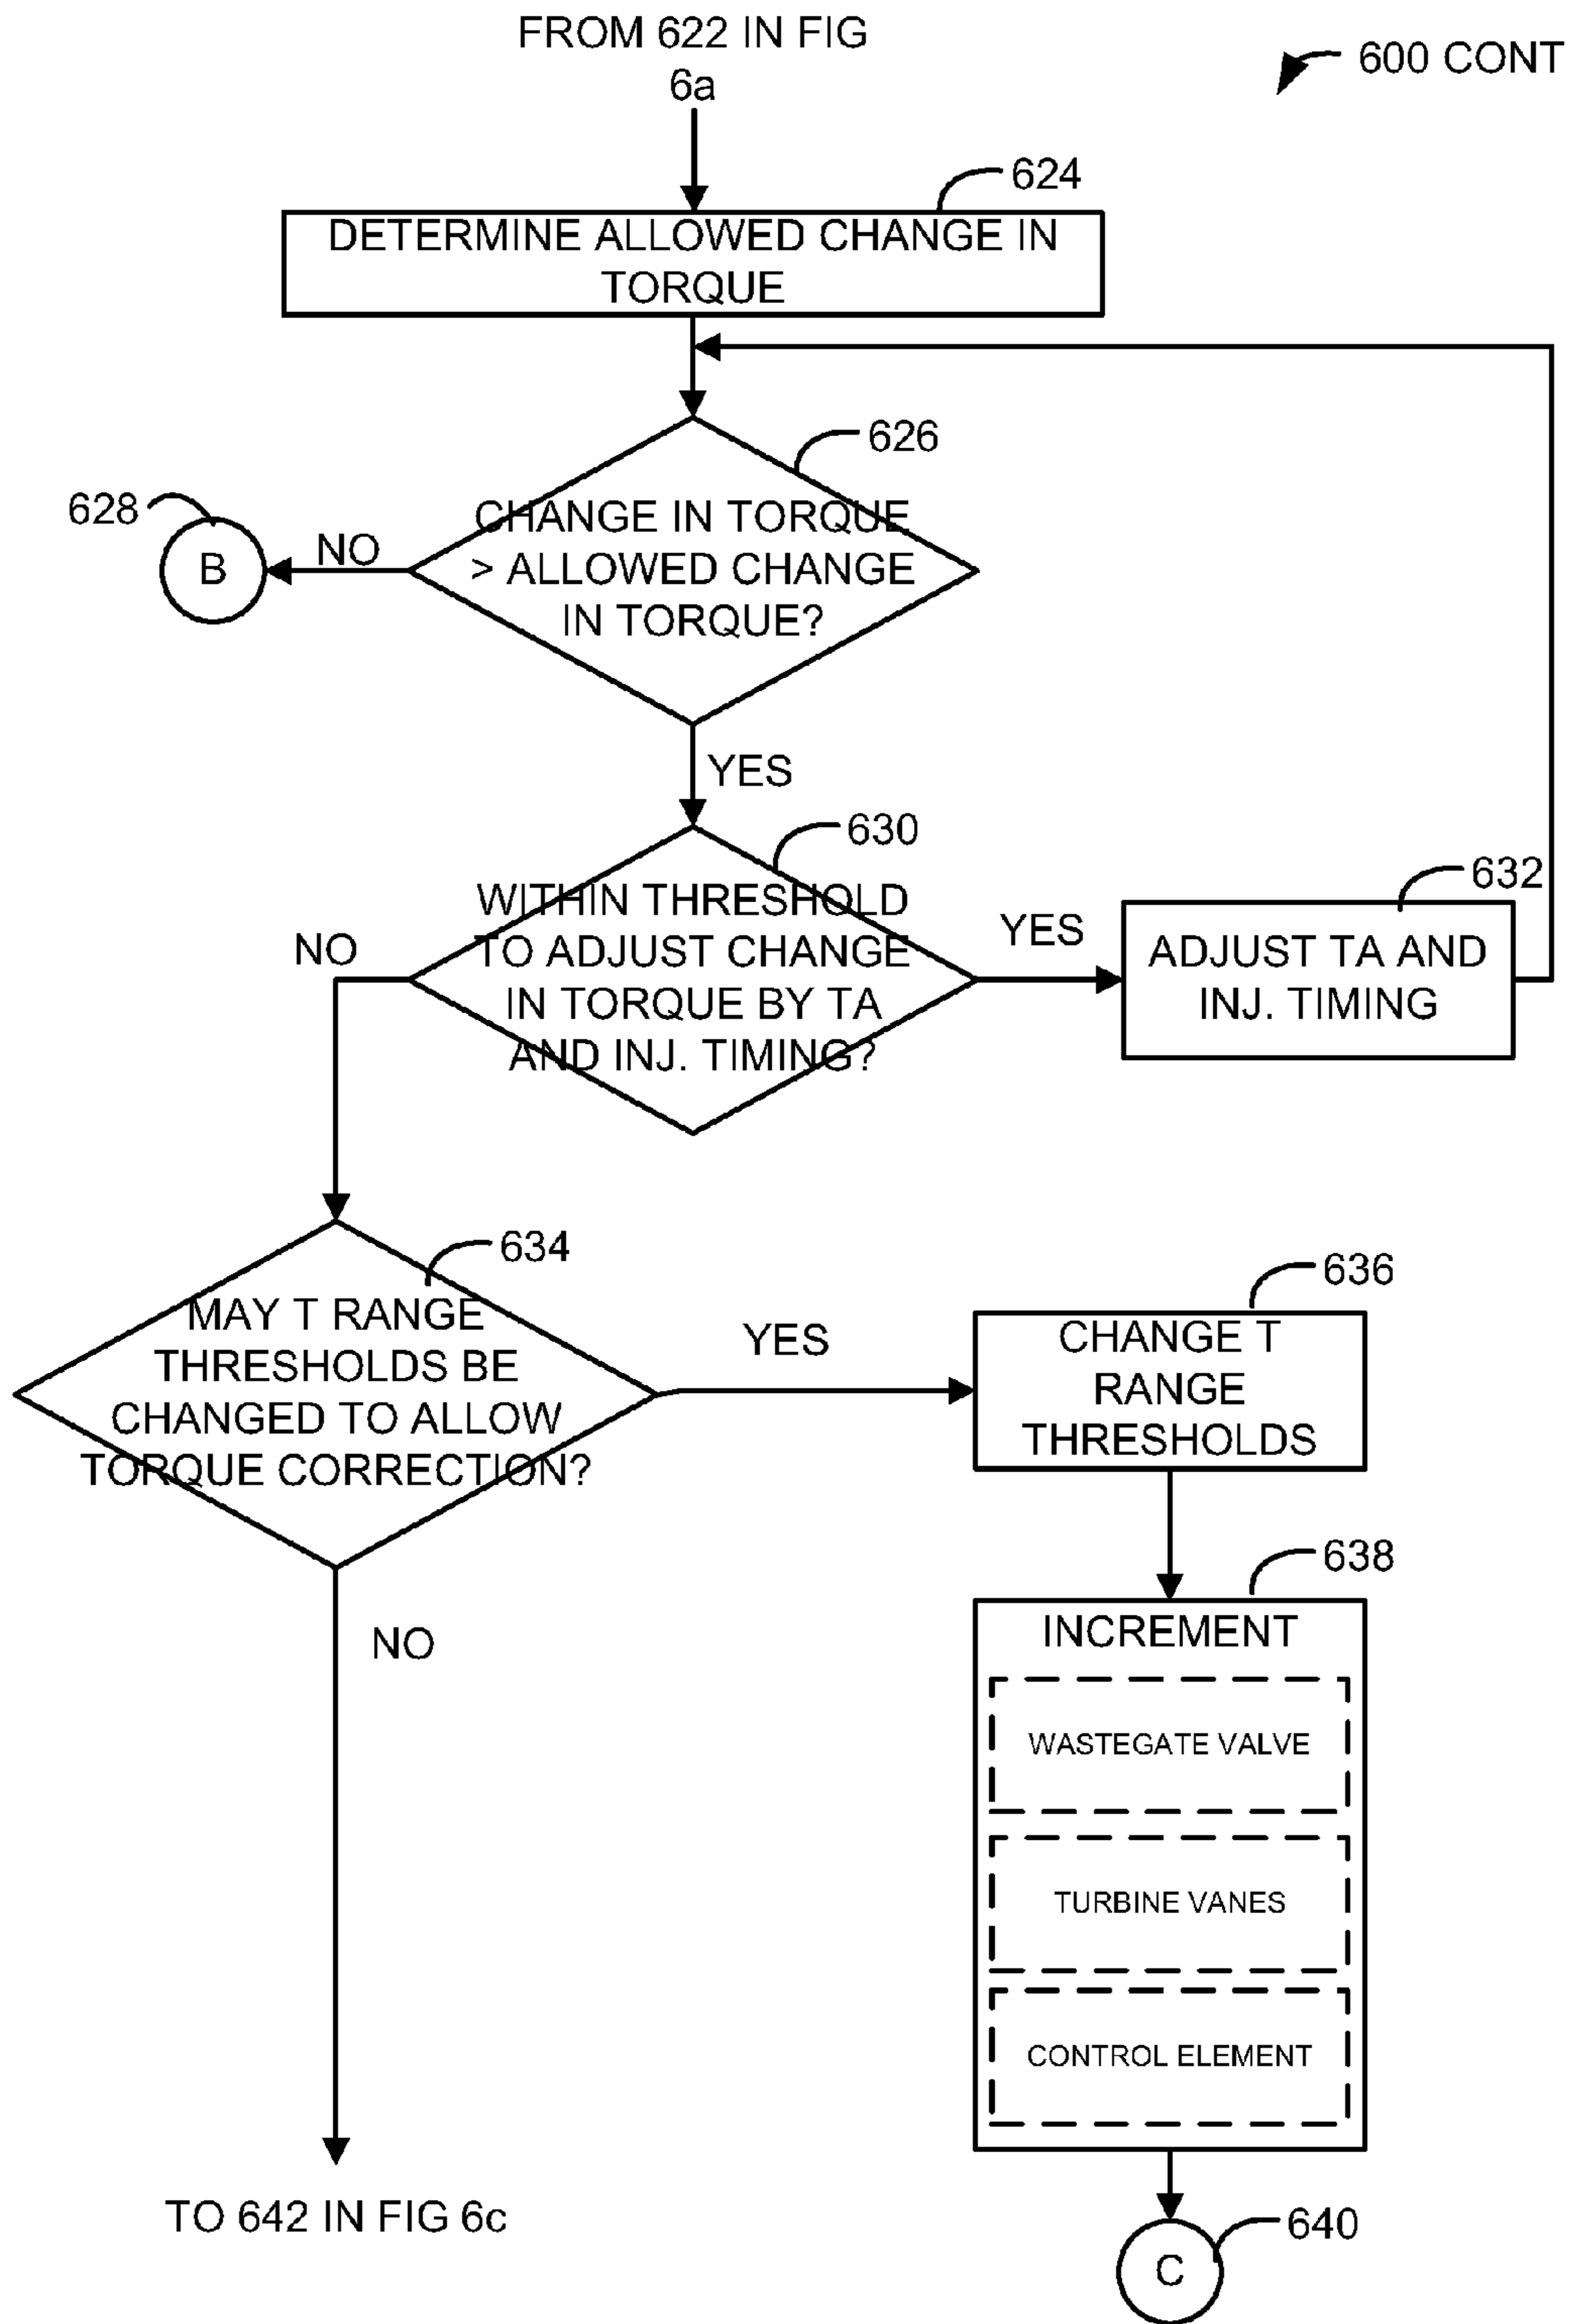 FROM 622 IN FIG
6a
600 CONT
624
DETERMINE ALLOWED CHANGE IN
TORQUE
626
CHANGE IN TORQUE
> ALLOWED CHANGE
IN TORQUE?
628
B
NO
YES
630
WITHIN THRESHOLD
TO ADJUST CHANGE
IN TORQUE BY TA
AND INJ. TIMING?
NO
YES
632
ADJUST TA AND
INJ. TIMING
634
MAY T RANGE
THRESHOLDS BE
CHANGED TO ALLOW
TORQUE CORRECTION?
YES
636
CHANGE T
RANGE
THRESHOLDS
638
INCREMENT
WASTEGATE VALVE
TURBINE VANES
CONTROL ELEMENT
NO
TO 642 IN FIG 6c
640
C